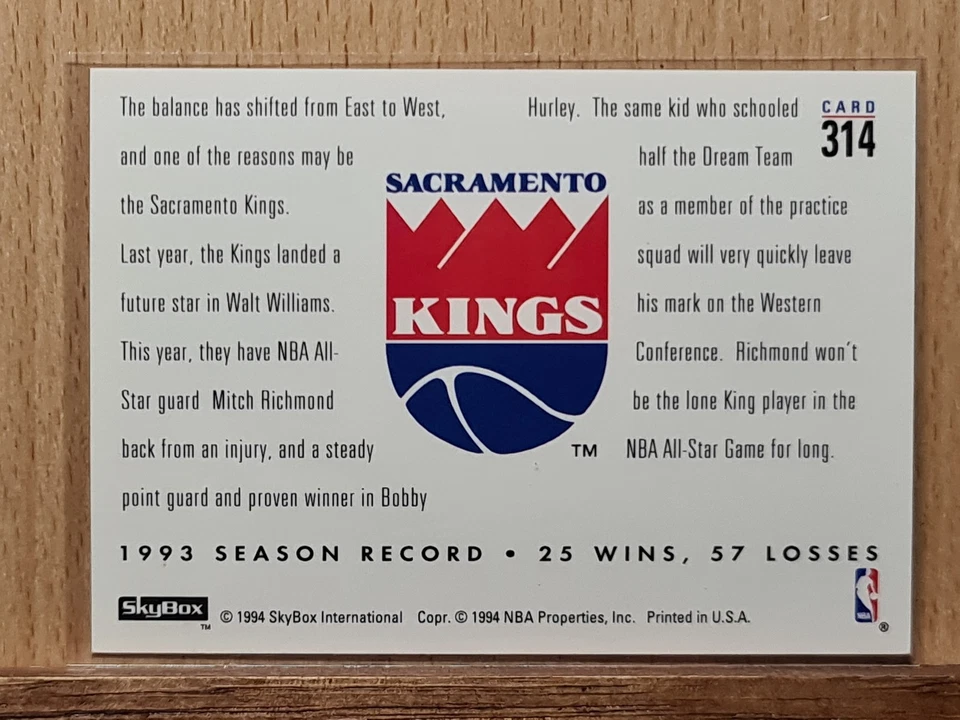 The balance has shifted from East to West,
and one of the reasons may be
the Sacramento Kings.
Last year, the Kings landed a
future star in Walt Williams.
This year, they have NBA All-
Star guard Mitch Richmond
back from an injury, and a steady
point guard and proven winner in Bobby
Hurley. The same kid who schooled
half the Dream Team
as a member of the practice
squad will very quickly leave
his mark on the Western
Conference. Richmond won't
be the lone King player in the
NBA All-Star Game for long.
CARD
314
SACRAMENTO
KINGS
TM
1993 SEASON RECORD • 25 WINS, 57 LOSSES
SkyBox TM © 1994 SkyBox International Copr. © 1994 NBA Properties, Inc. Printed in U.S.A.
NBA ®